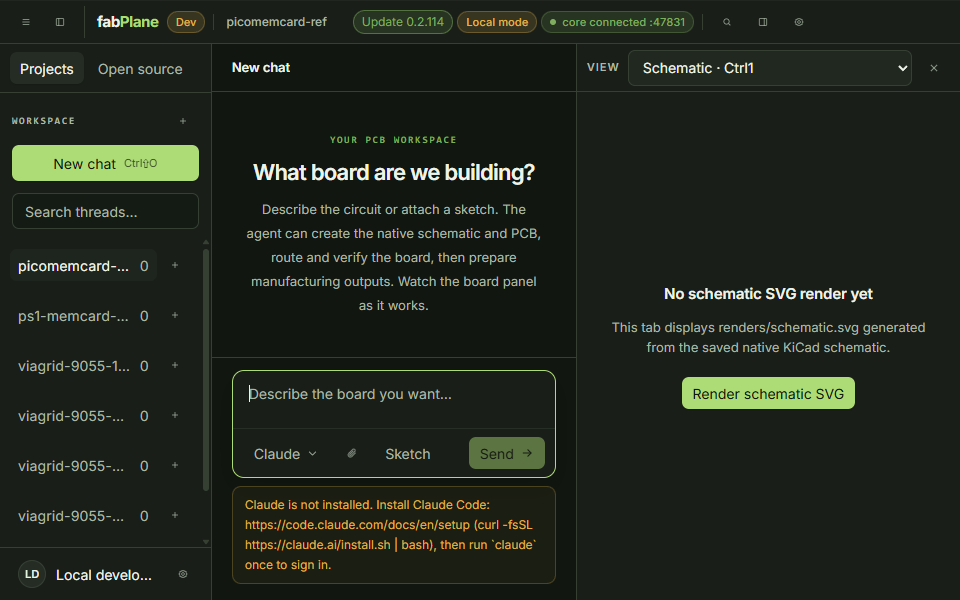 fabPlane Dev picomemcard-ref Update 0.2.114 Local mode core connected :47831
Projects Open source
WORKSPACE +
New chat Ctrl⇧O
Search threads...
picomemcard-... 0 +
ps1-memcard-... 0 +
viagrid-9055-1... 0 +
viagrid-9055-... 0 +
viagrid-9055-... 0 +
viagrid-9055-... 0 +
LD Local develo...
New chat
YOUR PCB WORKSPACE
What board are we building?
Describe the circuit or attach a sketch. The
agent can create the native schematic and PCB,
route and verify the board, then prepare
manufacturing outputs. Watch the board panel
as it works.
Describe the board you want...
Claude Sketch Send →
Claude is not installed. Install Claude Code:
https://code.claude.com/docs/en/setup (curl -fsSL
https://claude.ai/install.sh | bash), then run `claude`
once to sign in.
VIEW Schematic · Ctrl1 ×
No schematic SVG render yet
This tab displays renders/schematic.svg generated
from the saved native KiCad schematic.
Render schematic SVG